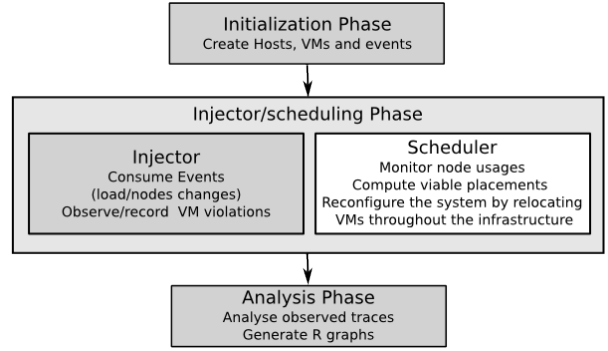 Initialization Phase
Create Hosts, VMs and events
Injector/scheduling Phase
Injector
Consume Events
(load/nodes changes)
Observe/record VM violations
Scheduler
Monitor node usages
Compute viable placements
Reconfigure the system by relocating
VMs throughout the infrastructure
Analysis Phase
Analyse observed traces
Generate R graphs